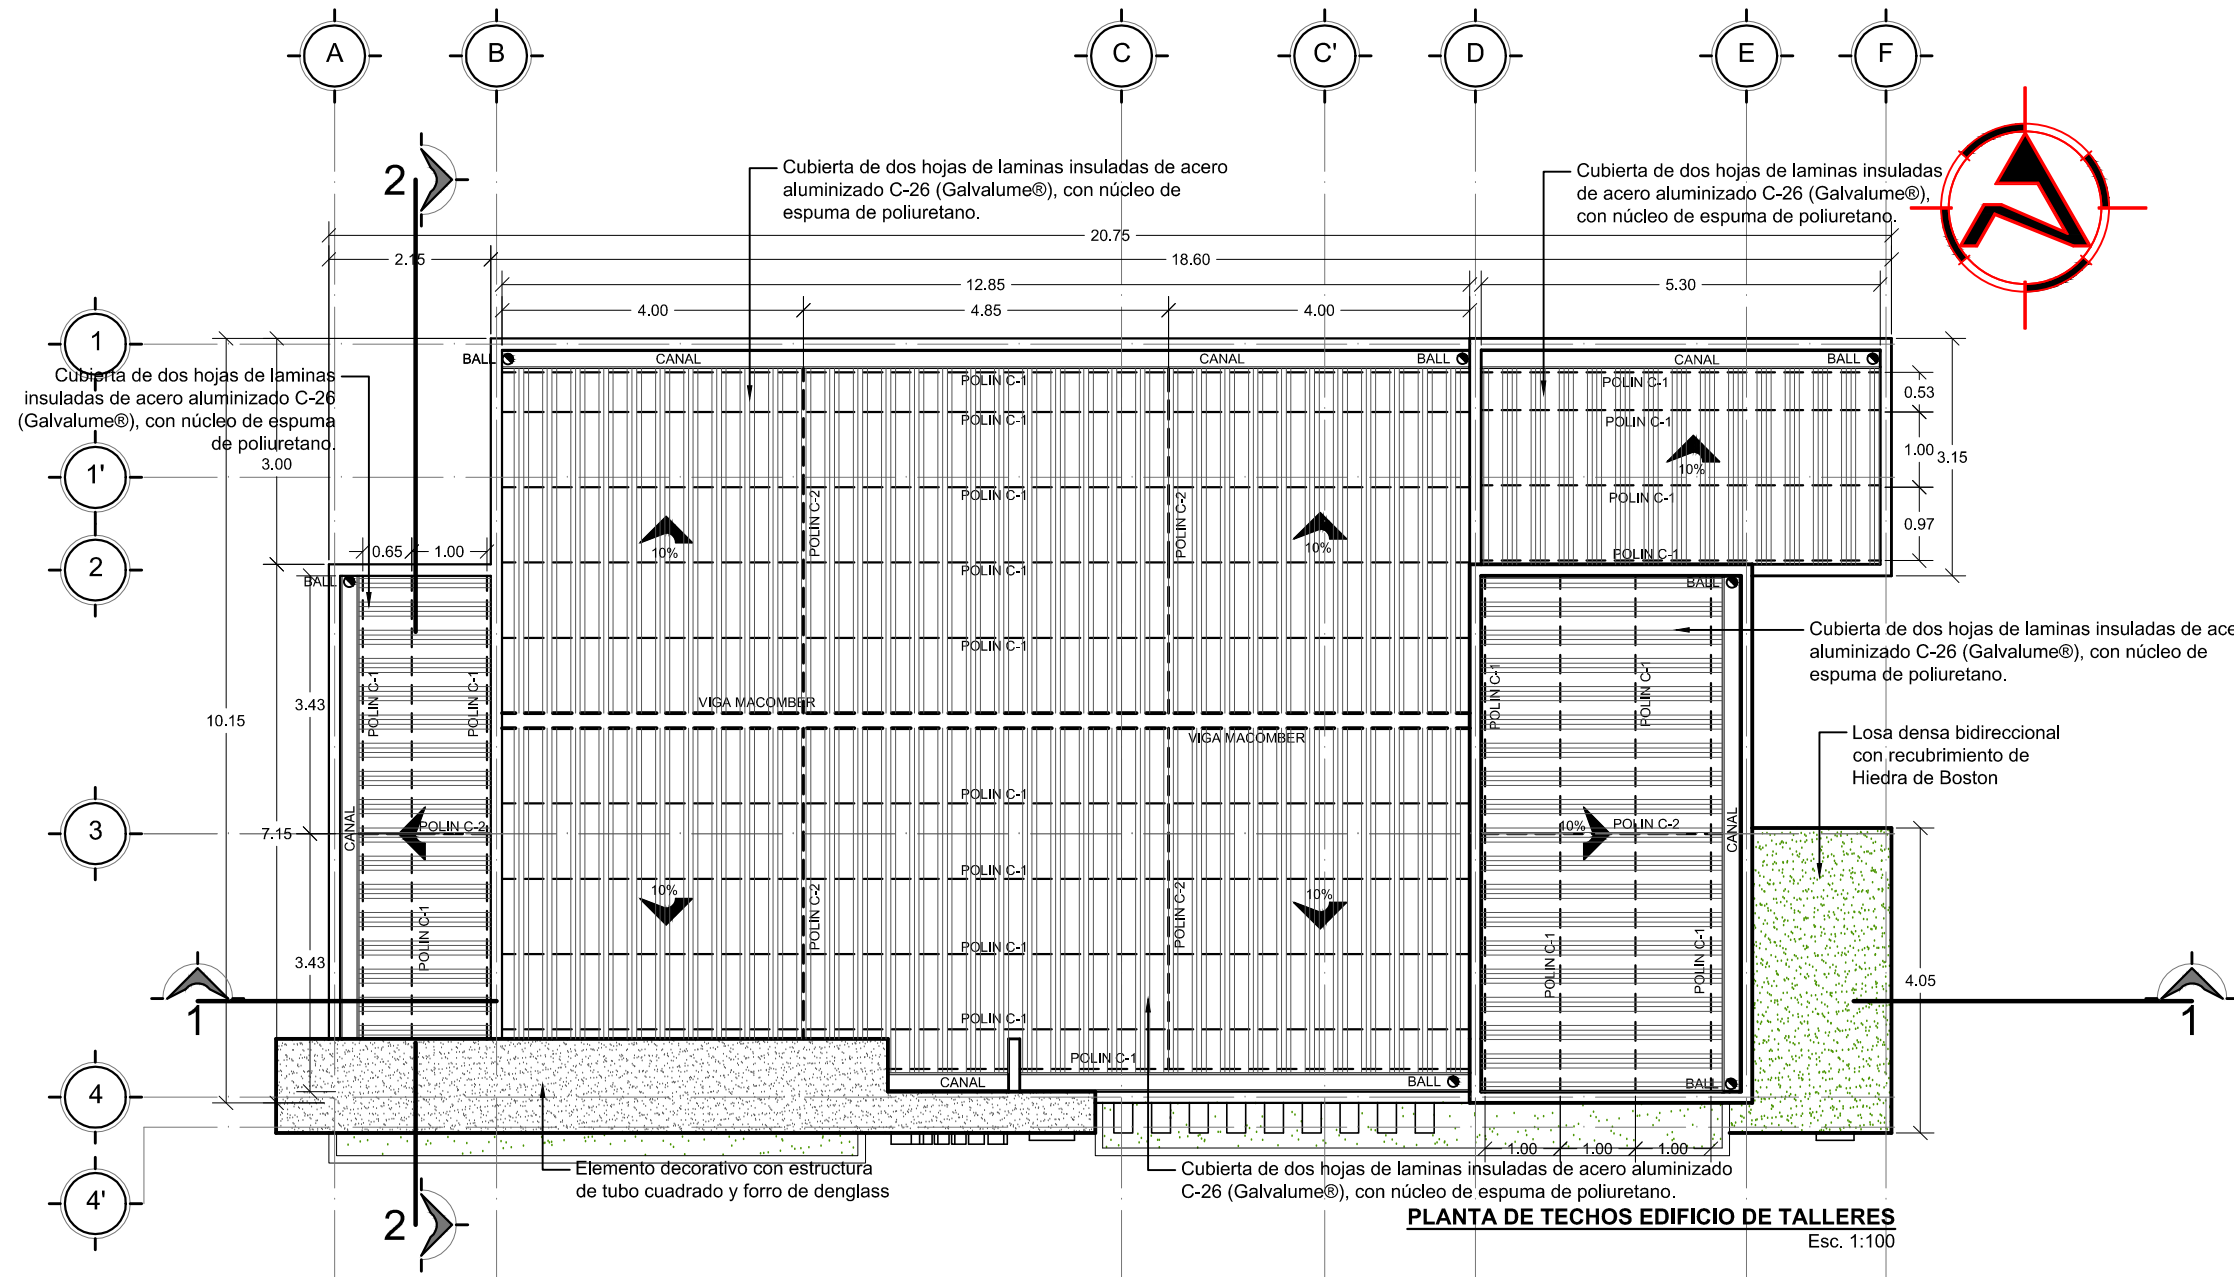 A
B
C
C'
D
E
F
2
Cubierta de dos hojas de laminas insuladas de acero
aluminizado C-26 (Galvalume®), con núcleo de
espuma de poliuretano.
Cubierta de dos hojas de laminas insuladas
de acero aluminizado C-26 (Galvalume®),
con núcleo de espuma de poliuretano.
20.75
2.15
18.60
12.85
5.30
4.00
4.85
4.00
1
BALL
CANAL
CANAL
BALL
CANAL
BALL
Cubierta de dos hojas de laminas
insuladas de acero aluminizado C-26
(Galvalume®), con núcleo de espuma
de poliuretano.
3.00
POLIN C-1
POLIN C-1
0.53
POLIN C-1
POLIN C-1
1.00
3.15
10%
1'
POLIN C-1
POLIN C-1
POLIN C-2
POLIN C-2
0.97
10%
10%
0.65
1.00
POLIN C-1
POLIN C-1
2
BALL
BALL
Cubierta de dos hojas de laminas insuladas de ace
aluminizado C-26 (Galvalume®), con núcleo de
espuma de poliuretano.
POLIN C-1
3.43
POLIN C-1
POLIN C-1
POLIN C-1
POLIN C-1
VIGA MACOMBER
VIGA MACOMBER
10.15
Losa densa bidireccional
con recubrimiento de
Hiedra de Boston
POLIN C-1
3
7.15
CANAL
POLIN C-2
10%
POLIN C-2
CANAL
POLIN C-1
10%
10%
POLIN C-2
POLIN C-2
POLIN C-1
POLIN C-1
POLIN C-1
POLIN C-1
3.43
4.05
1
1
POLIN C-1
POLIN C-1
CANAL
BALL
BALL
4
1.00
1.00
1.00
Elemento decorativo con estructura
de tubo cuadrado y forro de denglass
Cubierta de dos hojas de laminas insuladas de acero aluminizado
C-26 (Galvalume®), con núcleo de espuma de poliuretano.
4'
2
PLANTA DE TECHOS EDIFICIO DE TALLERES
Esc. 1:100